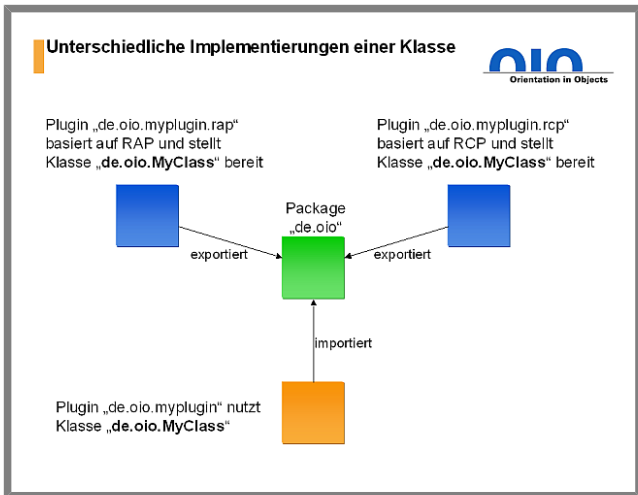 Unterschiedliche Implementierungen einer Klasse
OIO
Orientation in Objects
Plugin „de.oio.myplugin.rap“
basiert auf RAP und stellt
Klasse „de.oio.MyClass“ bereit
Plugin „de.oio.myplugin.rcp“
basiert auf RCP und stellt
Klasse „de.oio.MyClass“ bereit
Package
„de.oio“
exportiert
exportiert
importiert
Plugin „de.oio.myplugin“ nutzt
Klasse „de.oio.MyClass“